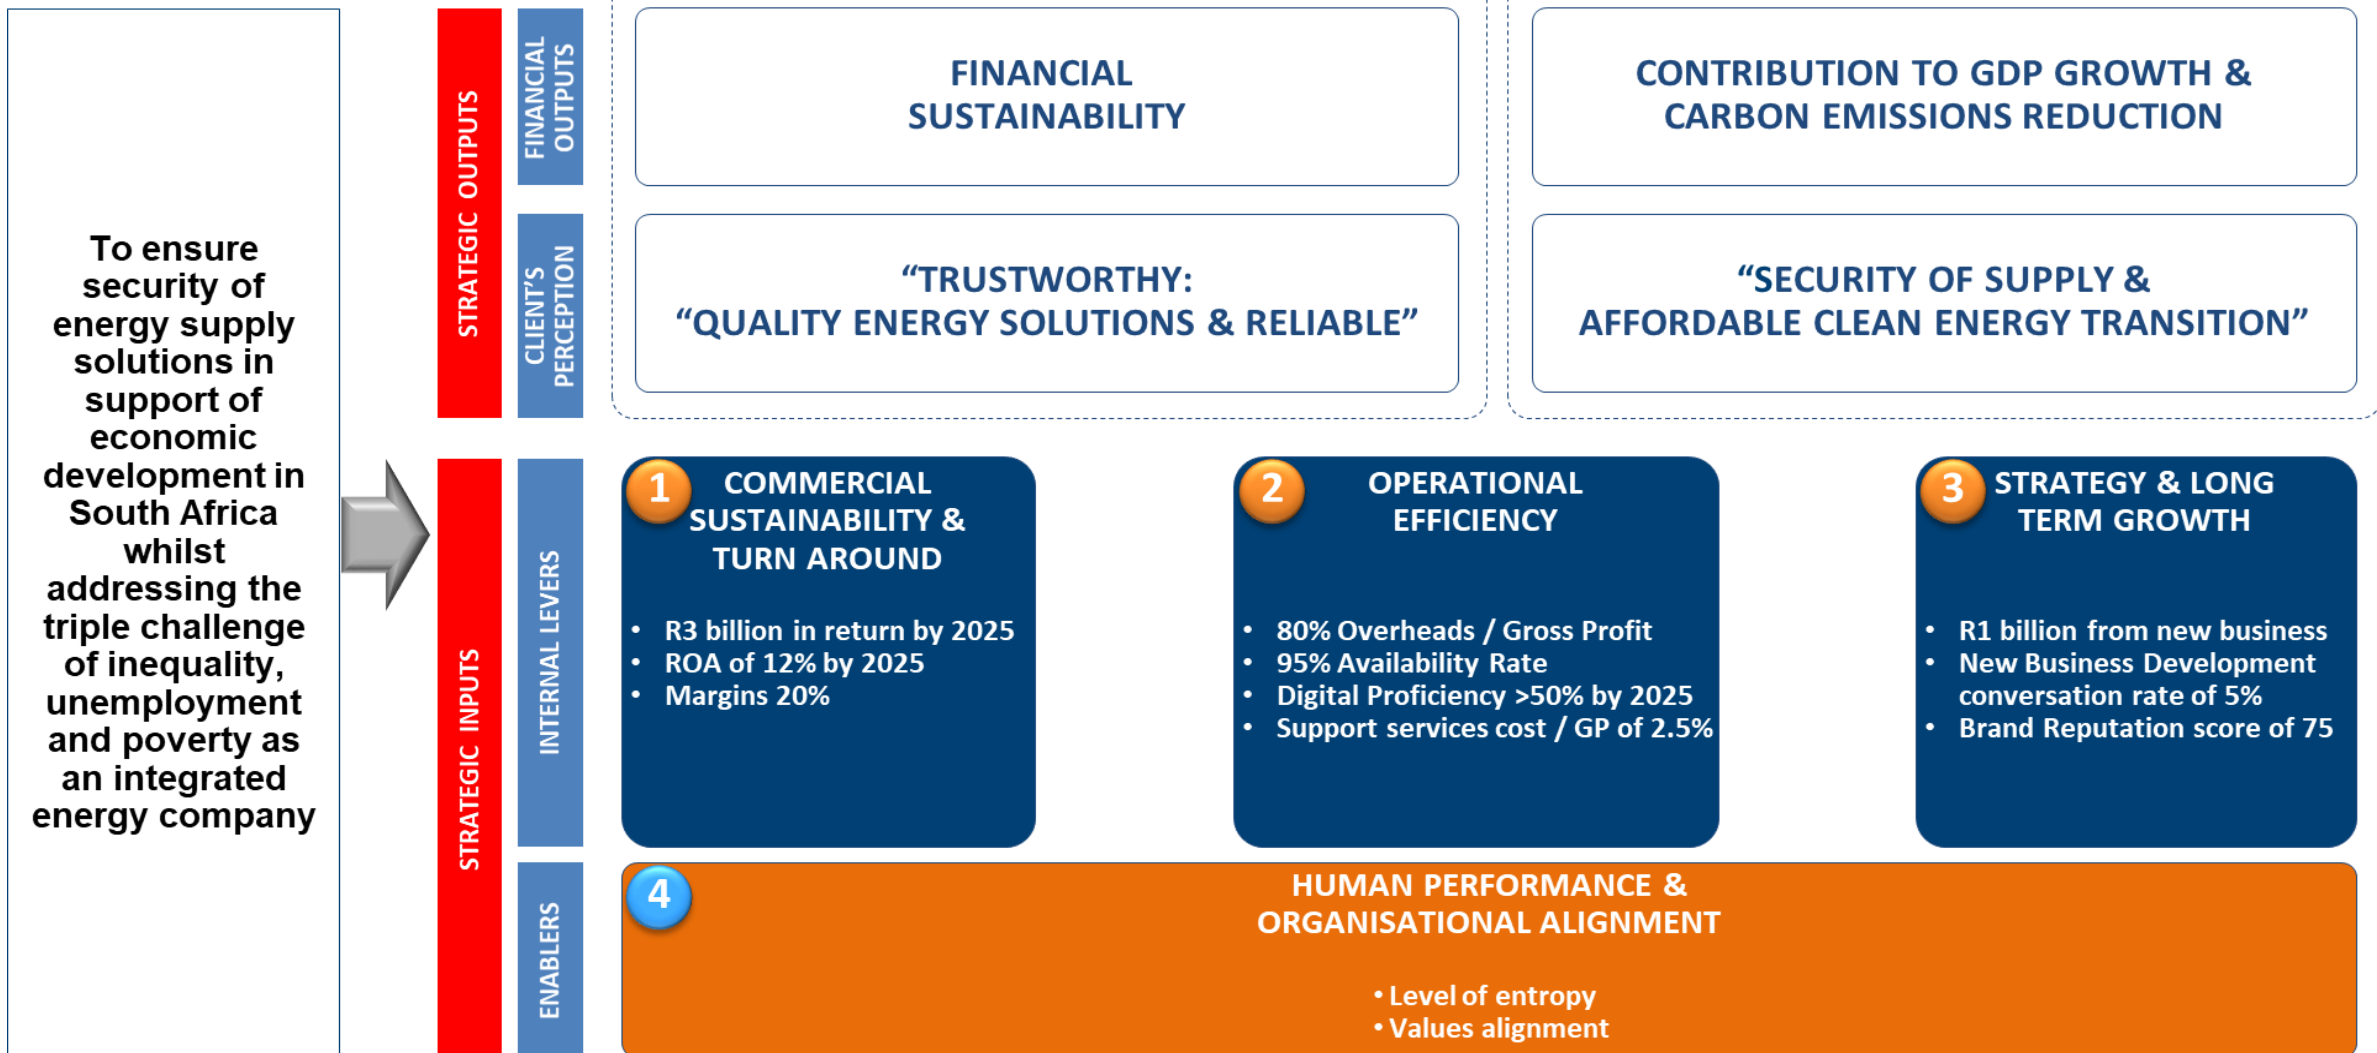 To ensure
security of
energy supply
solutions in
support of
economic
development in
South Africa
whilst
addressing the
triple challenge
of inequality,
unemployment
and poverty as
an integrated
energy company
STRATEGIC OUTPUTS
FINANCIAL
OUTPUTS
FINANCIAL
SUSTAINABILITY
CONTRIBUTION TO GDP GROWTH &
CARBON EMISSIONS REDUCTION
CLIENT'S
PERCEPTION
“TRUSTWORTHY:
“QUALITY ENERGY SOLUTIONS & RELIABLE”
“SECURITY OF SUPPLY &
AFFORDABLE CLEAN ENERGY TRANSITION”
STRATEGIC INPUTS
INTERNAL LEVERS
1
COMMERCIAL
SUSTAINABILITY &
TURN AROUND
• R3 billion in return by 2025
• ROA of 12% by 2025
• Margins 20%
2
OPERATIONAL
EFFICIENCY
• 80% Overheads / Gross Profit
• 95% Availability Rate
• Digital Proficiency >50% by 2025
• Support services cost / GP of 2.5%
3
STRATEGY & LONG
TERM GROWTH
• R1 billion from new business
• New Business Development
conversation rate of 5%
• Brand Reputation score of 75
ENABLERS
4
HUMAN PERFORMANCE &
ORGANISATIONAL ALIGNMENT
• Level of entropy
• Values alignment